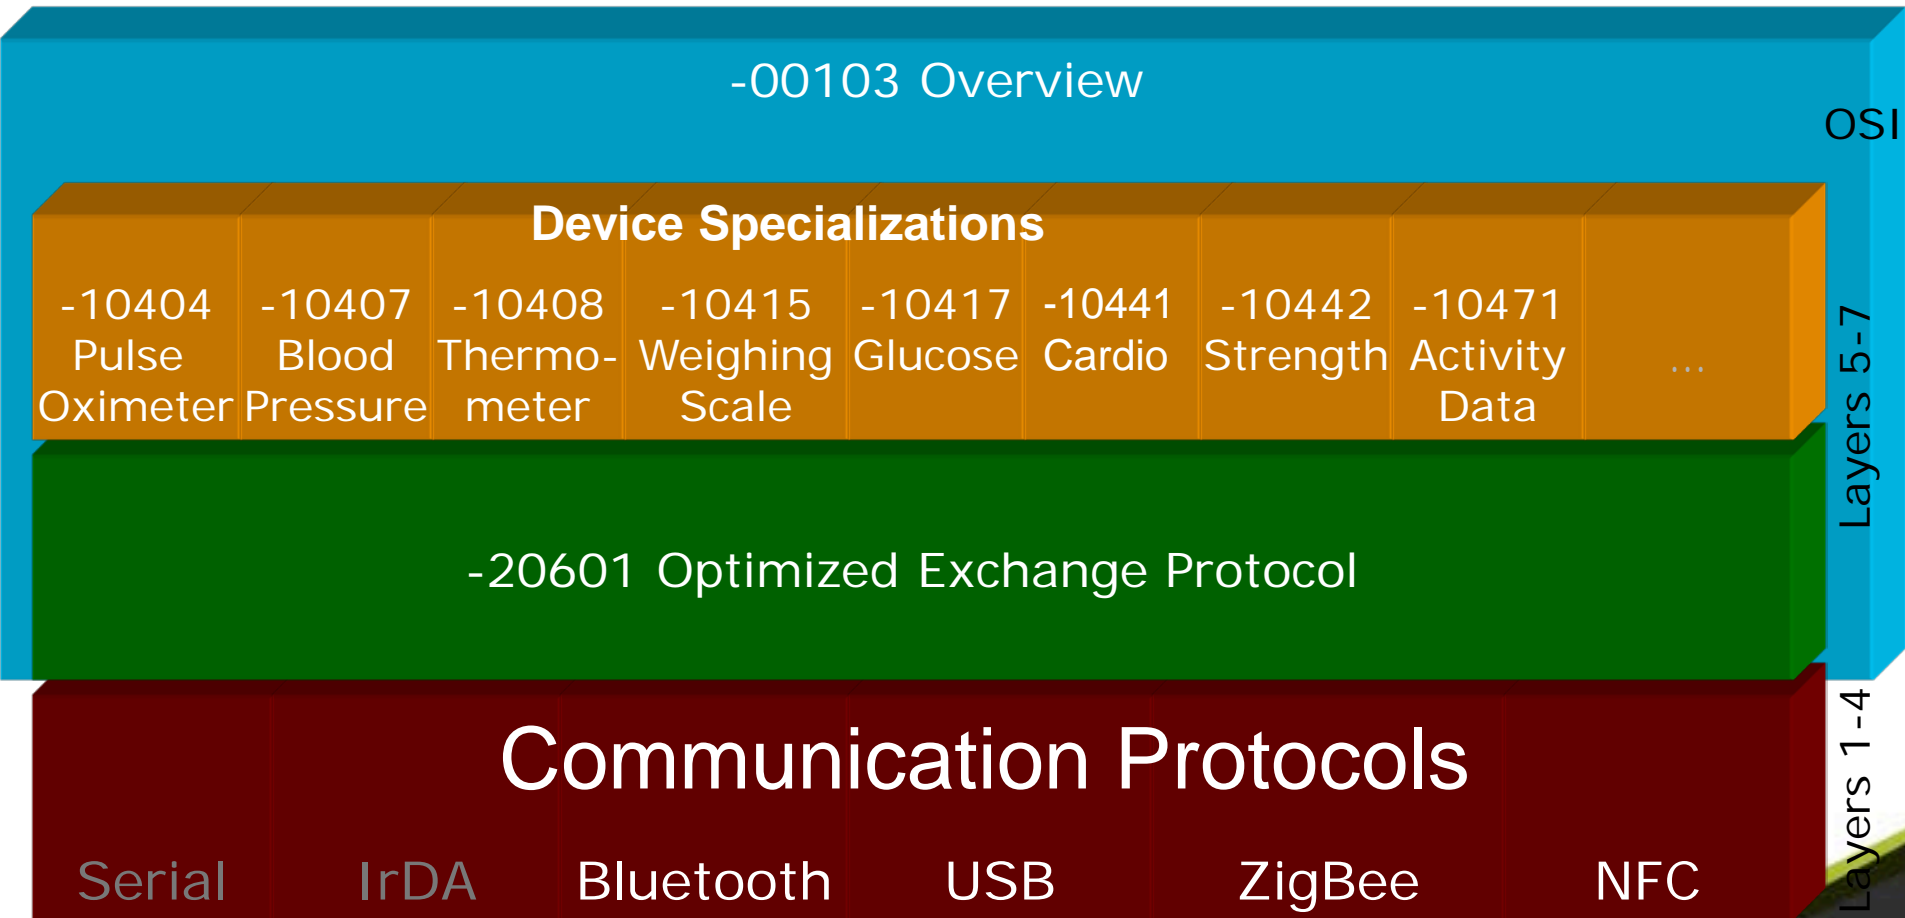 -00103 Overview
OSI
Device Specializations
-10404
Pulse
Oximeter
-10407
Blood
Pressure
-10408
Thermo-
meter
-10415
Weighing
Scale
-10417
Glucose
-10441
Cardio
-10442
Strength
-10471
Activity
Data
...
Layers 5-7
-20601 Optimized Exchange Protocol
Communication Protocols
Layers 1-4
Serial
IrDA
Bluetooth
USB
ZigBee
NFC